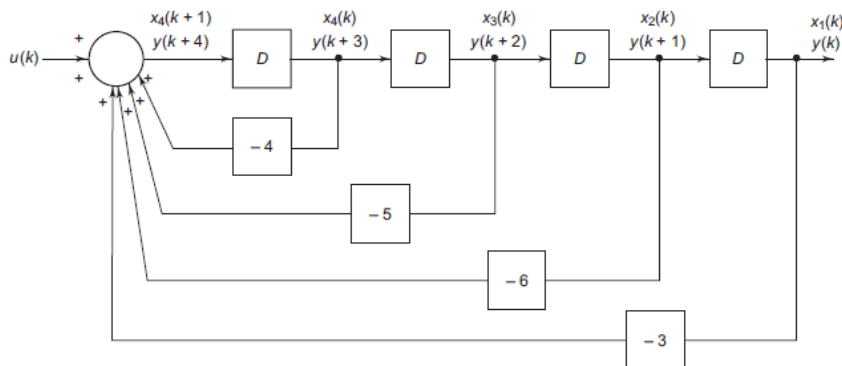 x4(k + 1) x4(k) x3(k) x2(k) x1(k)
y(k + 4) y(k + 3) y(k + 2) y(k + 1) y(k)
u(k) + D D D D
+
+
+ + +
– 4
– 5
– 6
– 3